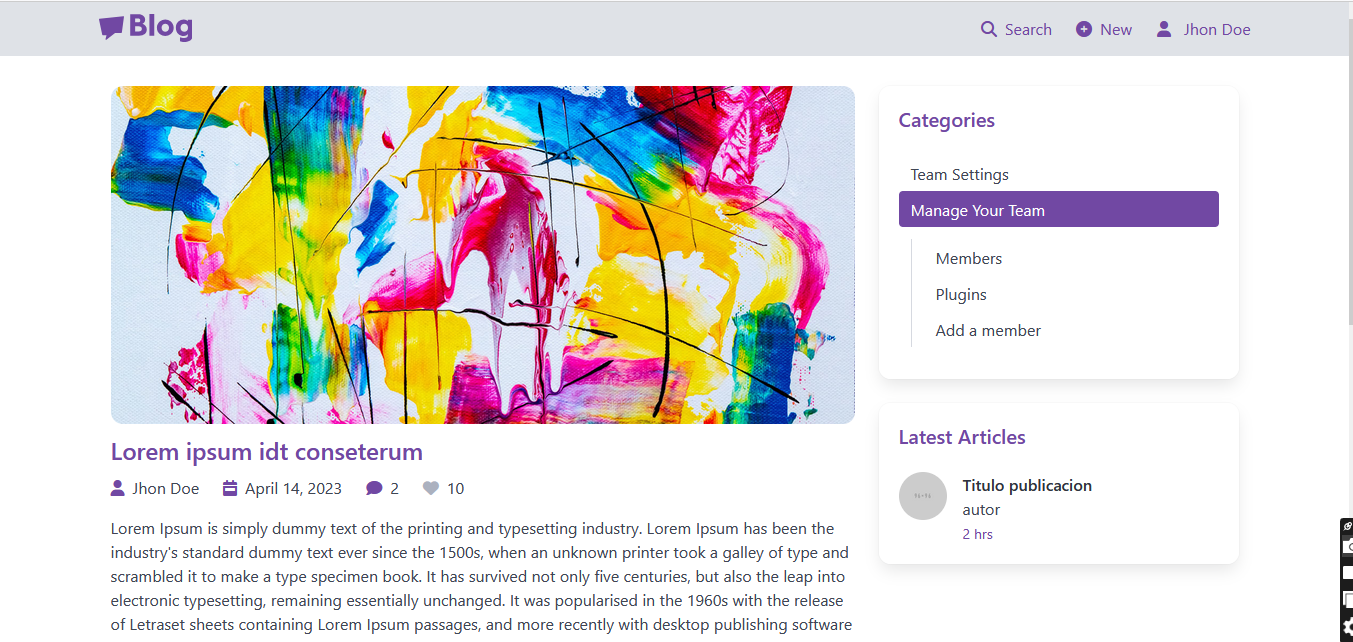 Blog
Search
New
Jhon Doe
Categories
Team Settings
Manage Your Team
Members
Plugins
Add a member
Lorem ipsum idt conseterum
Jhon Doe
April 14, 2023
2
10
Lorem Ipsum is simply dummy text of the printing and typesetting industry. Lorem Ipsum has been the
industry's standard dummy text ever since the 1500s, when an unknown printer took a galley of type and
scrambled it to make a type specimen book. It has survived not only five centuries, but also the leap into
electronic typesetting, remaining essentially unchanged. It was popularised in the 1960s with the release
of Letraset sheets containing Lorem Ipsum passages, and more recently with desktop publishing software
Latest Articles
Titulo publicacion
autor
2 hrs